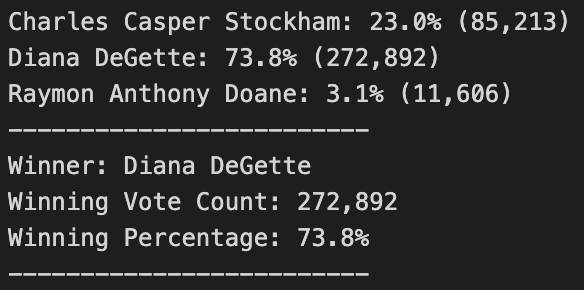 Charles Casper Stockham: 23.0% (85,213)
Diana DeGette: 73.8% (272,892)
Raymon Anthony Doane: 3.1% (11,606)
-------------------------
Winner: Diana DeGette
Winning Vote Count: 272,892
Winning Percentage: 73.8%
-------------------------